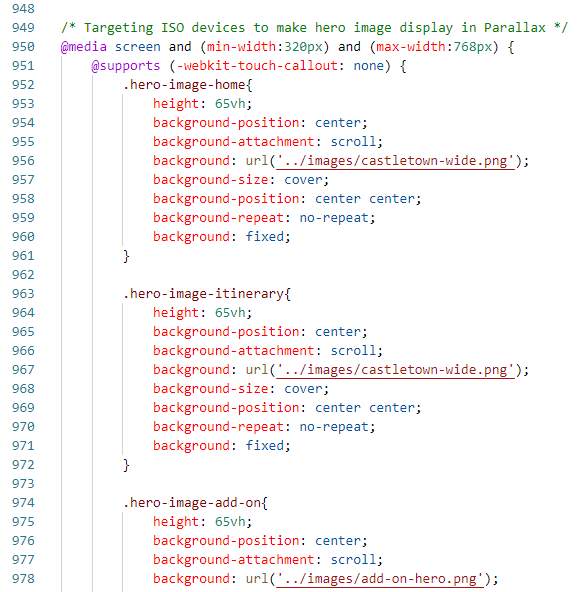 948
949 /* Targeting ISO devices to make hero image display in Parallax */
950 @media screen and (min-width:320px) and (max-width:768px) {
951 @supports (-webkit-touch-callout: none) {
952 .hero-image-home{
953 height: 65vh;
954 background-position: center;
955 background-attachment: scroll;
956 background: url('../images/castletown-wide.png');
957 background-size: cover;
958 background-position: center center;
959 background-repeat: no-repeat;
960 background: fixed;
961 }
962
963 .hero-image-itinerary{
964 height: 65vh;
965 background-position: center;
966 background-attachment: scroll;
967 background: url('../images/castletown-wide.png');
968 background-size: cover;
969 background-position: center center;
970 background-repeat: no-repeat;
971 background: fixed;
972 }
973
974 .hero-image-add-on{
975 height: 65vh;
976 background-position: center;
977 background-attachment: scroll;
978 background: url('../images/add-on-hero.png');